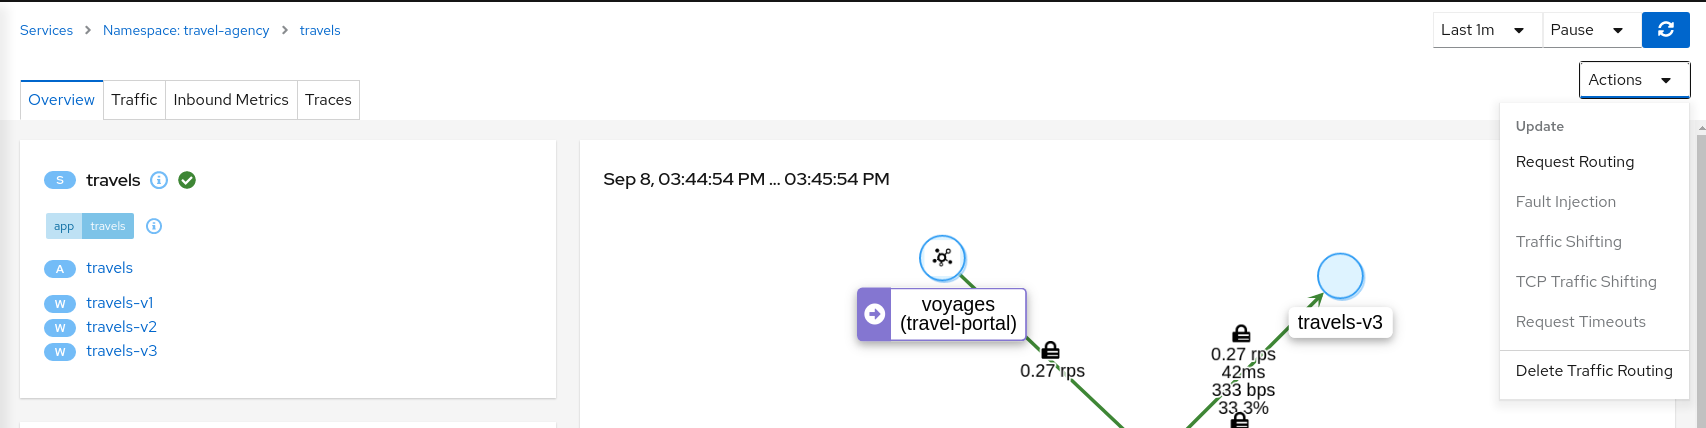 Services > Namespace: travel-agency > travels
Last 1m
Pause
Actions
Overview
Traffic
Inbound Metrics
Traces
Update
Request Routing
Fault Injection
Traffic Shifting
TCP Traffic Shifting
Request Timeouts
Delete Traffic Routing
S travels
app travels
A travels
W travels-v1
W travels-v2
W travels-v3
Sep 8, 03:44:54 PM ... 03:45:54 PM
voyages
(travel-portal)
travels-v3
0.27 rps
0.27 rps
42ms
333 bps
33.3%